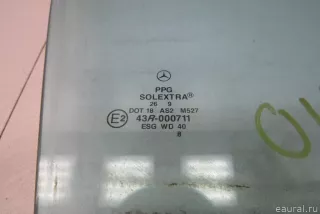 PPG
SOLEXTRA®
26 9
DOT 18 AS2 M527
E2 43R-000711
ESG WD 40
8
© eaural.ru